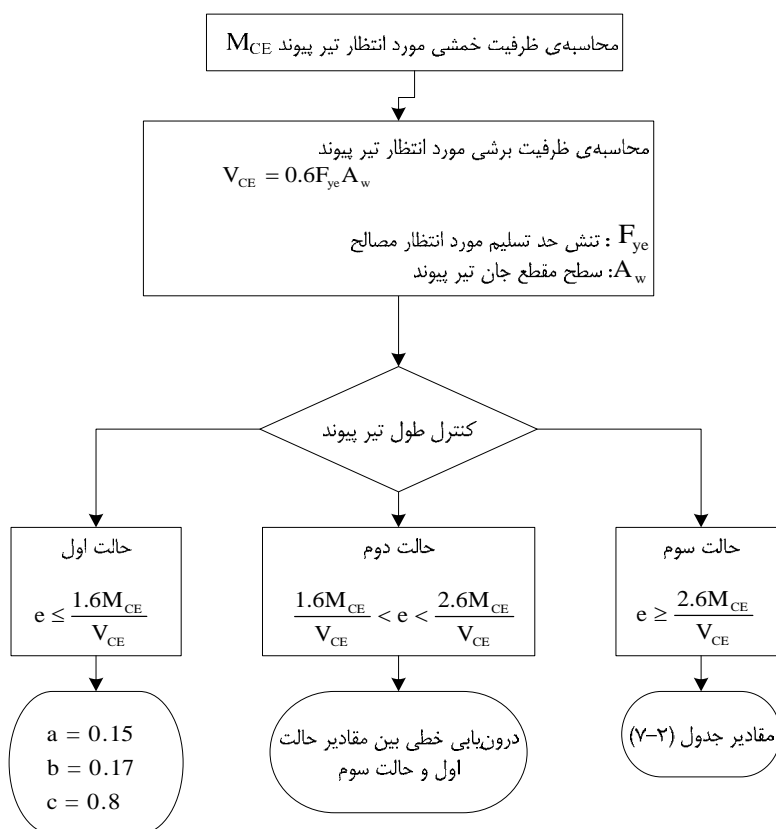 محاسبه‌ی ظرفیت خمشی مورد انتظار تیر پیوند M_CE
محاسبه‌ی ظرفیت برشی مورد انتظار تیر پیوند
V_CE = 0.6F_ye A_w
F_ye : تنش حد تسلیم مورد انتظار مصالح
A_w: سطح مقطع جان تیر پیوند
کنترل طول تیر پیوند
حالت اول
e ≤ 1.6M_CE / V_CE
a = 0.15
b = 0.17
c = 0.8
حالت دوم
1.6M_CE / V_CE < e < 2.6M_CE / V_CE
درون‌یابی خطی بین مقادیر حالت
اول و حالت سوم
حالت سوم
e ≥ 2.6M_CE / V_CE
مقادیر جدول (۲-۷)